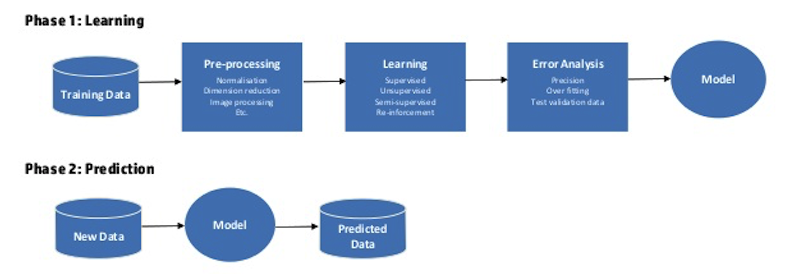 Phase 1: Learning
Training Data
Pre-processing
Normalisation
Dimension reduction
Image processing
Etc.
Learning
Supervised
Unsupervised
Semi-supervised
Re-inforcement
Error Analysis
Precision
Over fitting
Test validation data
Model
Phase 2: Prediction
New Data
Model
Predicted
Data